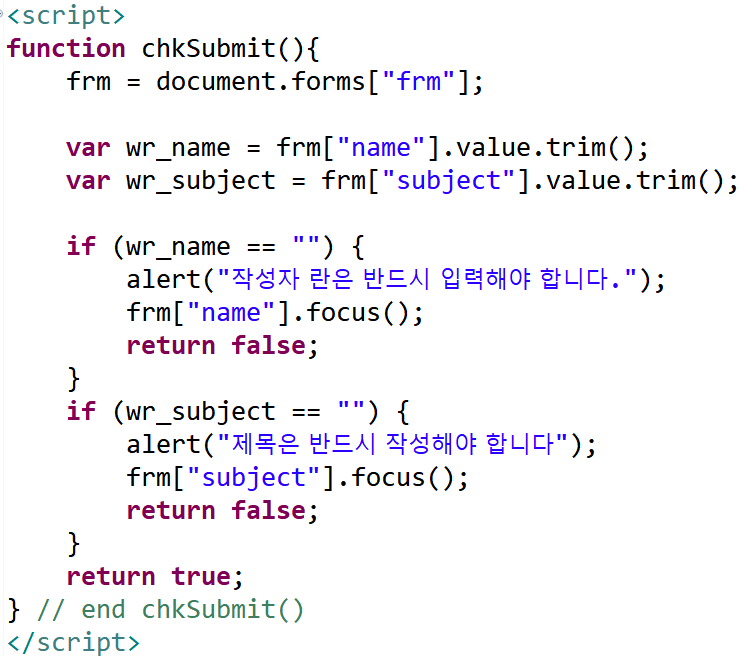 <script>
function chkSubmit(){
    frm = document.forms["frm"];

    var wr_name = frm["name"].value.trim();
    var wr_subject = frm["subject"].value.trim();

    if (wr_name == "") {
        alert("작성자 란은 반드시 입력해야 합니다.");
        frm["name"].focus();
        return false;
    }
    if (wr_subject == "") {
        alert("제목은 반드시 작성해야 합니다");
        frm["subject"].focus();
        return false;
    }
    return true;
} // end chkSubmit()
</script>